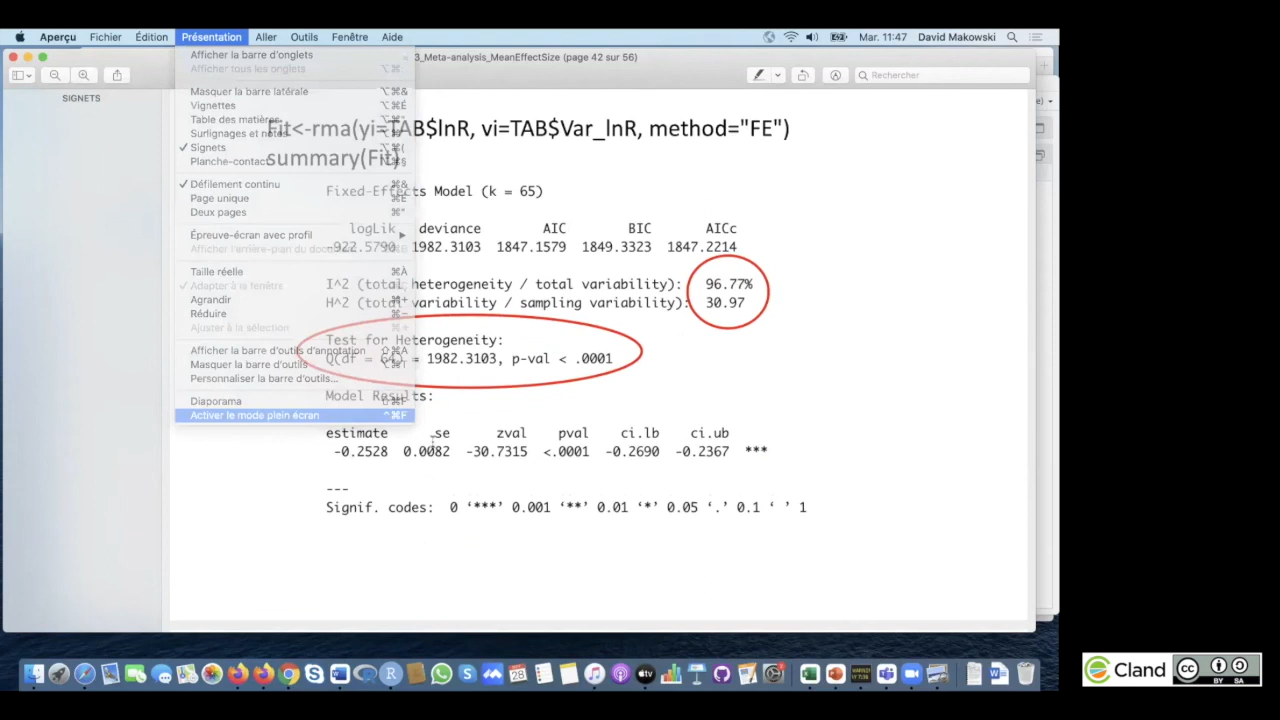 Aperçu Fichier Édition Présentation Aller Outils Fenêtre Aide Mar. 11:47 David Makowski
3_Meta-analysis_MeanEffectSize (page 42 sur 56)
Rechercher
SIGNETS
Afficher la barre d'onglets
Afficher tous les onglets
Masquer la barre latérale
Vignettes
Table des matières
Surlignages et notes
Signets
Planche-contact
Défilement continu
Page unique
Deux pages
Épreuve-écran avec profil
Afficher l'arrière-plan du
Taille réelle
Adapter à la fenêtre
Agrandir
Réduire
Ajuster à la sélection
Afficher la barre d'outils d'annotation
Masquer la barre d'outils
Personnaliser la barre d'outils...
Diaporama
Activer le mode plein écran ^⌘F
Fit<-rma(yi=TAB$lnR, vi=TAB$Var_lnR, method="FE")
summary(Fit)
Fixed-Effects Model (k = 65)
logLik deviance AIC BIC AICc
-922.5790 1982.3103 1847.1579 1849.3323 1847.2214
I^2 (total heterogeneity / total variability): 96.77%
H^2 (total variability / sampling variability): 30.97
Test for Heterogeneity:
Q(df = 64) = 1982.3103, p-val < .0001
Model Results:
estimate se zval pval ci.lb ci.ub
-0.2528 0.0082 -30.7315 <.0001 -0.2690 -0.2367 ***
---
Signif. codes: 0 ‘***’ 0.001 ‘**’ 0.01 ‘*’ 0.05 ‘.’ 0.1 ‘ ’ 1
Cland
CC BY SA